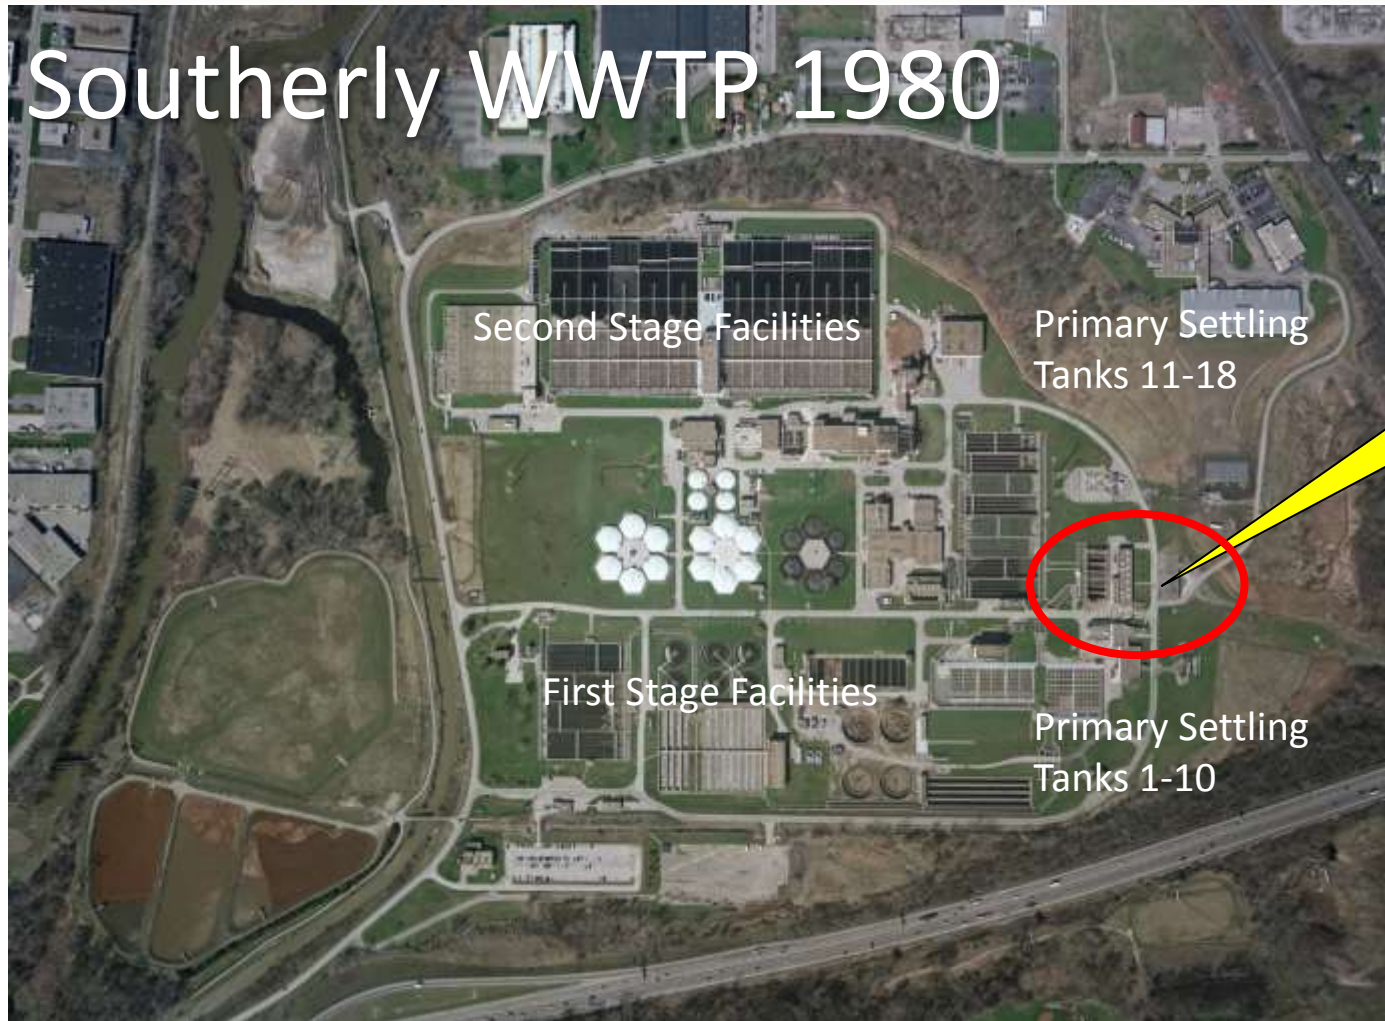 Southerly WWTP 1980
Second Stage Facilities
Primary Settling
Tanks 11-18
First Stage Facilities
Primary Settling
Tanks 1-10